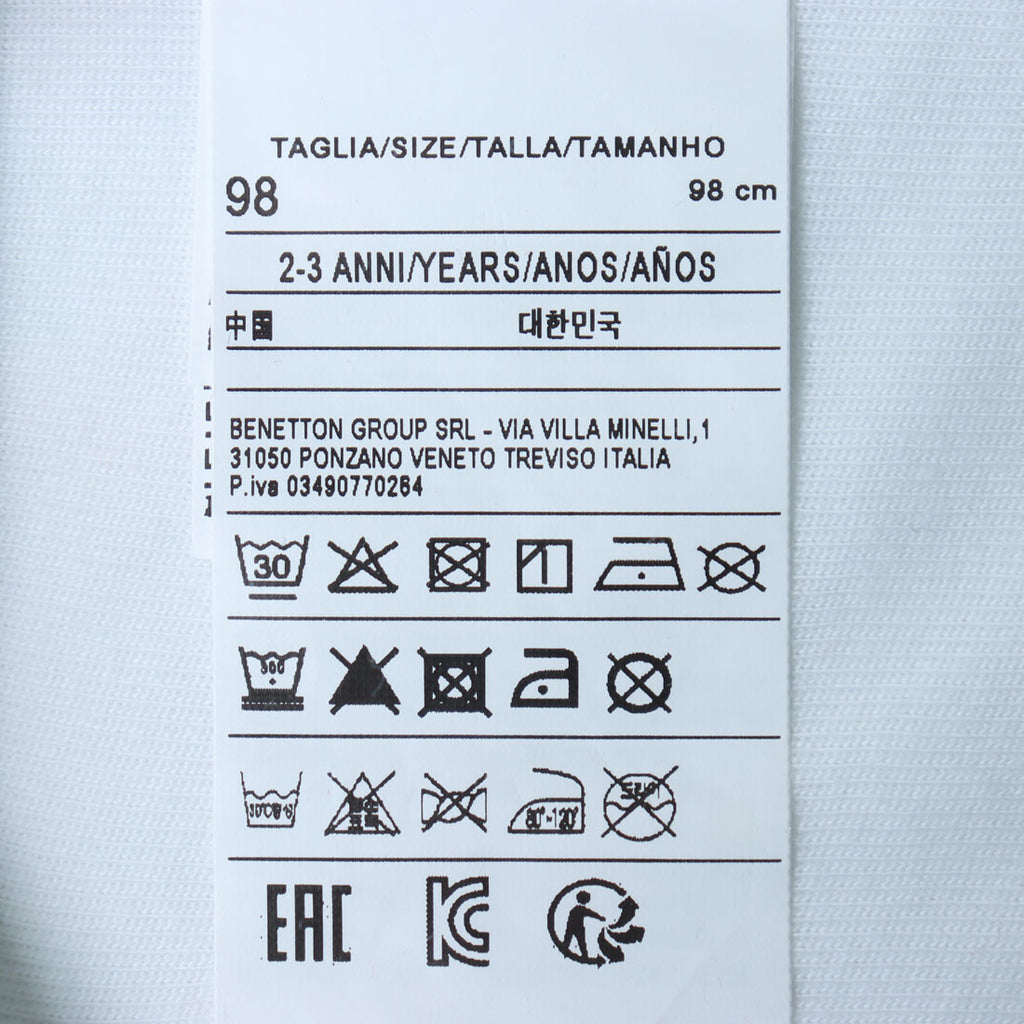 TAGLIA/SIZE/TALLA/TAMANHO
98 98 cm
2-3 ANNI/YEARS/ANOS/AÑOS
中国 대한민국
BENETTON GROUP SRL - VIA VILLA MINELLI,1
31050 PONZANO VENETO TREVISO ITALIA
P.iva 03490770264
30
EAC KC